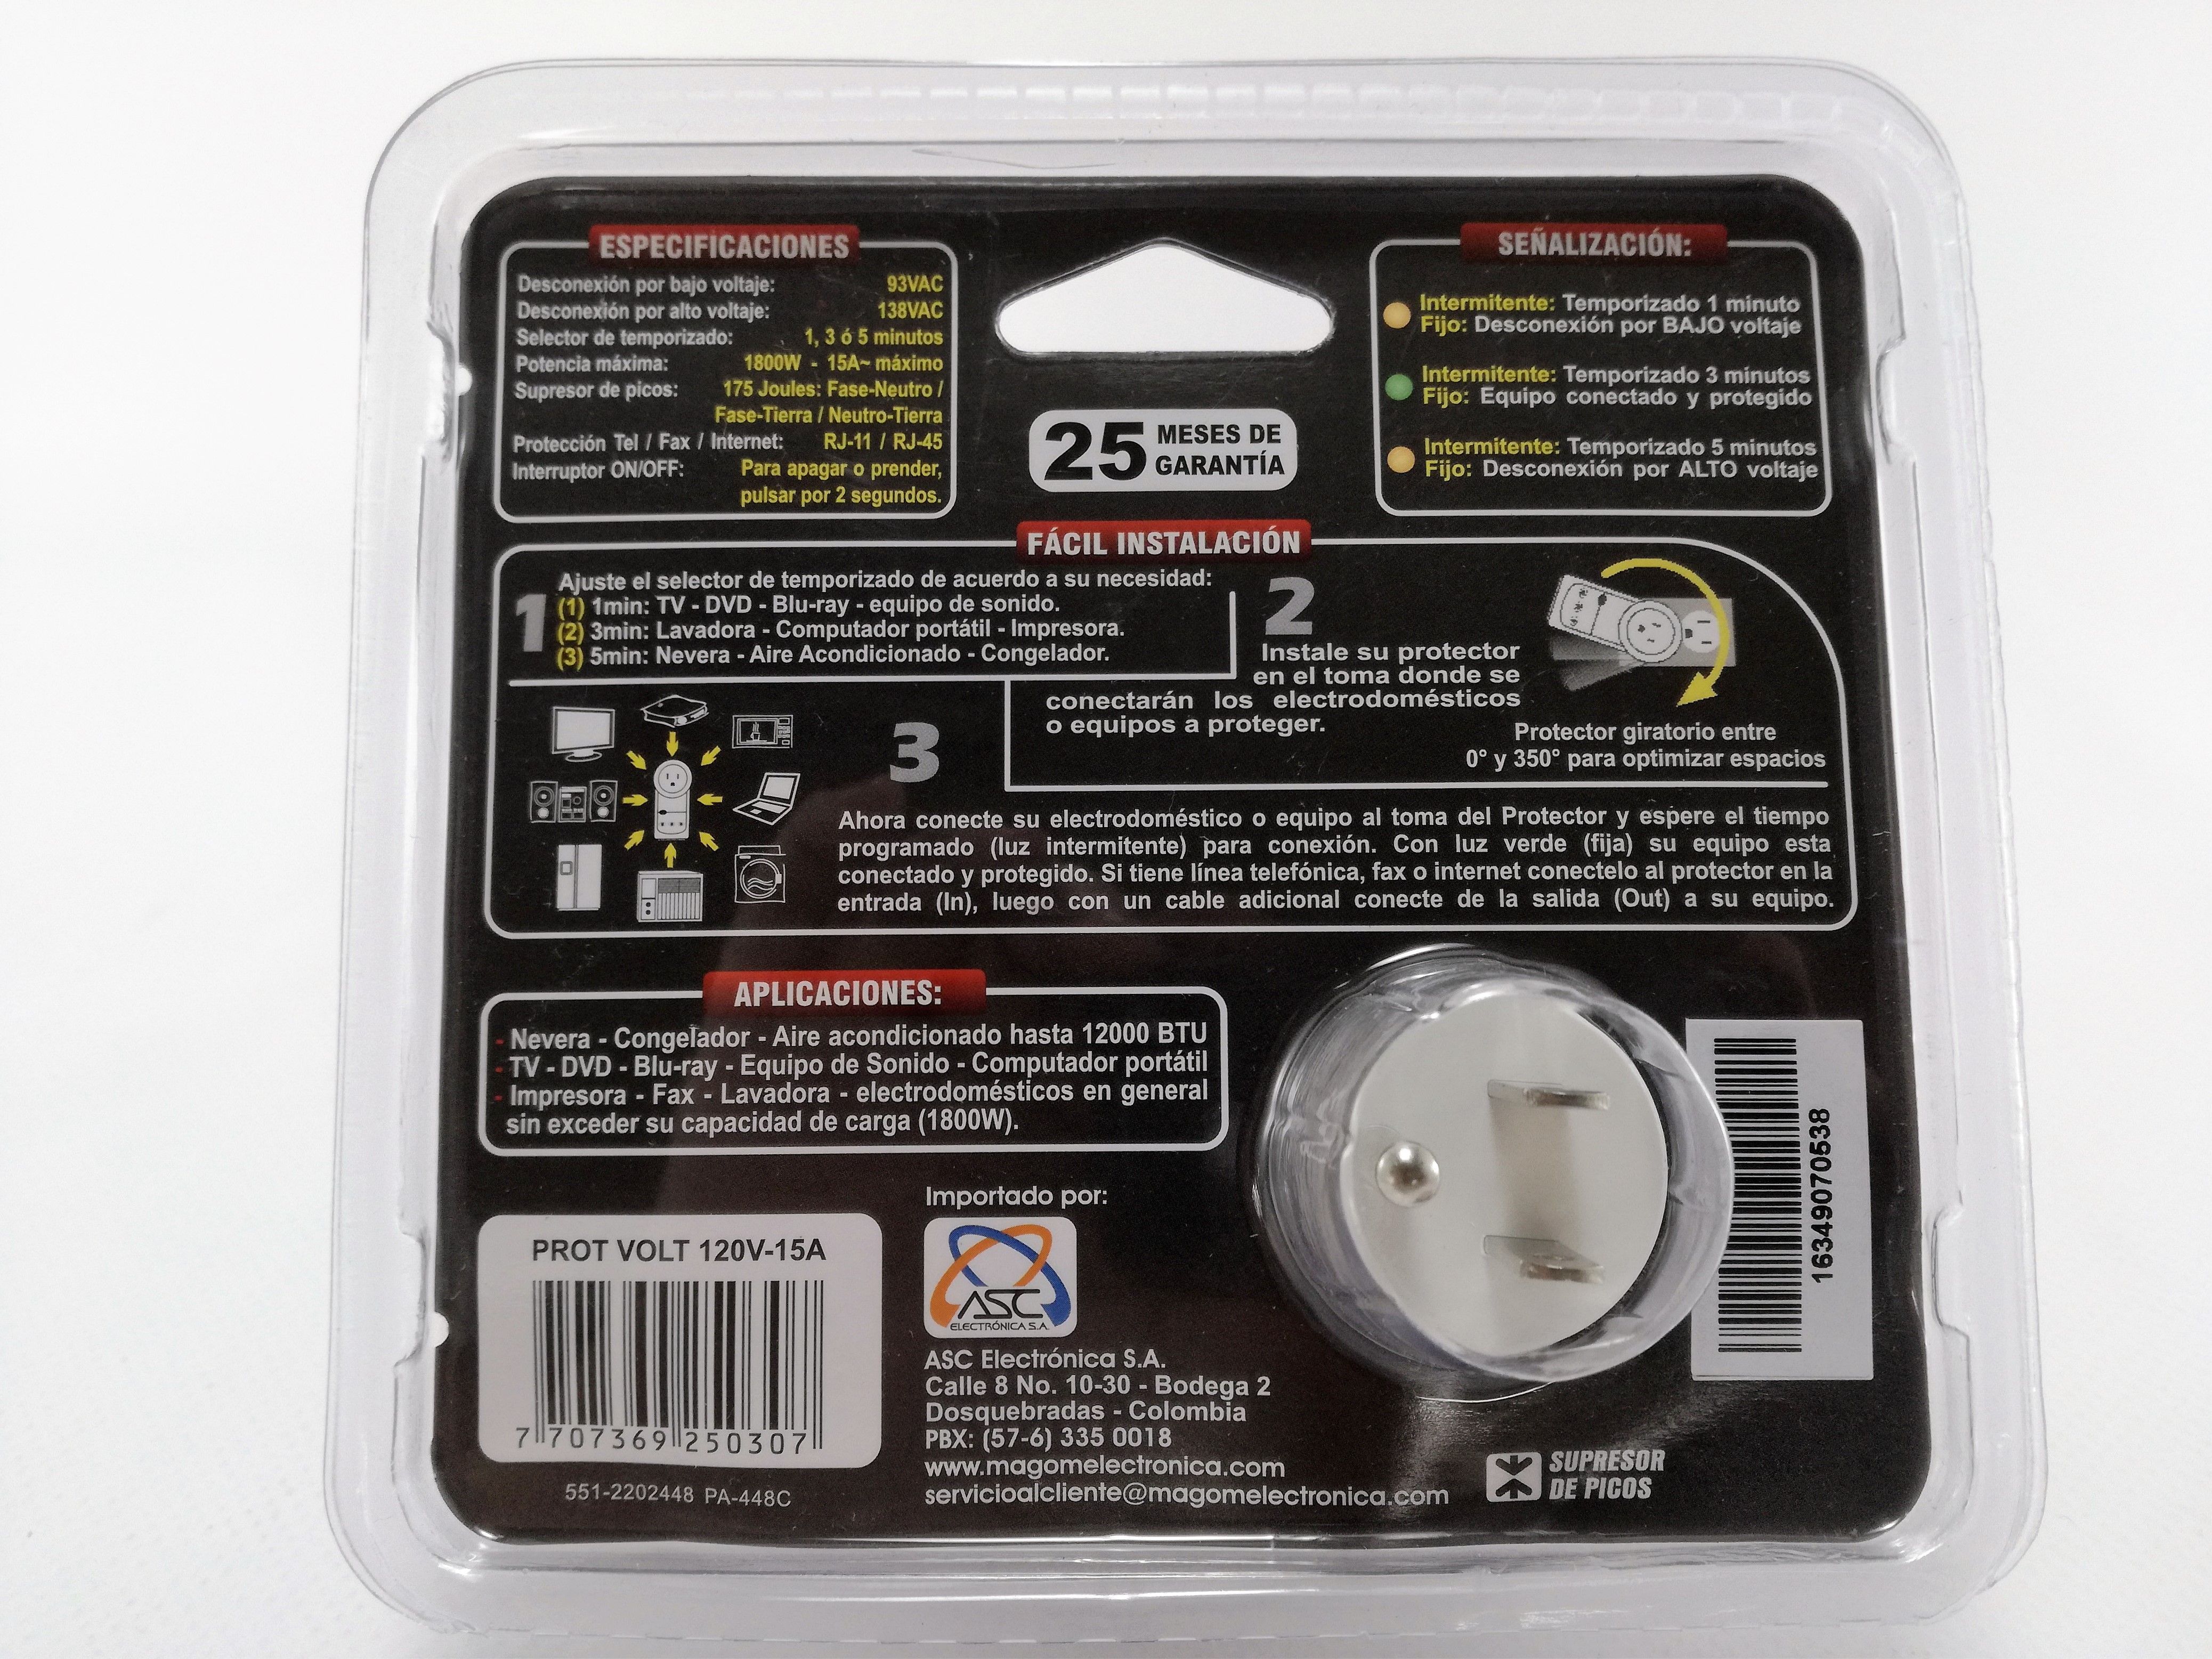 ESPECIFICACIONES
Desconexión por bajo voltaje: 93VAC
Desconexión por alto voltaje: 138VAC
Selector de temporizado: 1, 3 ó 5 minutos
Potencia máxima: 1800W - 15A~ máximo
Supresor de picos: 175 Joules: Fase-Neutro /
Fase-Tierra / Neutro-Tierra
Protección Tel / Fax / Internet: RJ-11 / RJ-45
Interruptor ON/OFF: Para apagar o prender,
pulsar por 2 segundos.
25 MESES DE
GARANTÍA
SEÑALIZACIÓN:
Intermitente: Temporizado 1 minuto
Fijo: Desconexión por BAJO voltaje
Intermitente: Temporizado 3 minutos
Fijo: Equipo conectado y protegido
Intermitente: Temporizado 5 minutos
Fijo: Desconexión por ALTO voltaje
FÁCIL INSTALACIÓN
1
Ajuste el selector de temporizado de acuerdo a su necesidad:
(1) 1min: TV - DVD - Blu-ray - equipo de sonido.
(2) 3min: Lavadora - Computador portátil - Impresora.
(3) 5min: Nevera - Aire Acondicionado - Congelador.
2
Instale su protector
en el toma donde se
conectarán los electrodomésticos
o equipos a proteger.
Protector giratorio entre
0° y 350° para optimizar espacios
3
Ahora conecte su electrodoméstico o equipo al toma del Protector y espere el tiempo
programado (luz intermitente) para conexión. Con luz verde (fija) su equipo esta
conectado y protegido. Si tiene línea telefónica, fax o internet conectelo al protector en la
entrada (In), luego con un cable adicional conecte de la salida (Out) a su equipo.
APLICACIONES:
- Nevera - Congelador - Aire acondicionado hasta 12000 BTU
- TV - DVD - Blu-ray - Equipo de Sonido - Computador portátil
- Impresora - Fax - Lavadora - electrodomésticos en general
sin exceder su capacidad de carga (1800W).
PROT VOLT 120V-15A
7 707369 250307
551-2202448 PA-448C
Importado por:
ASC
ELECTRÓNICA S.A.
ASC Electrónica S.A.
Calle 8 No. 10-30 - Bodega 2
Dosquebradas - Colombia
PBX: (57-6) 335 0018
www.magomelectronica.com
servicioalcliente@magomelectronica.com
1634907053​8
SUPRESOR
DE PICOS